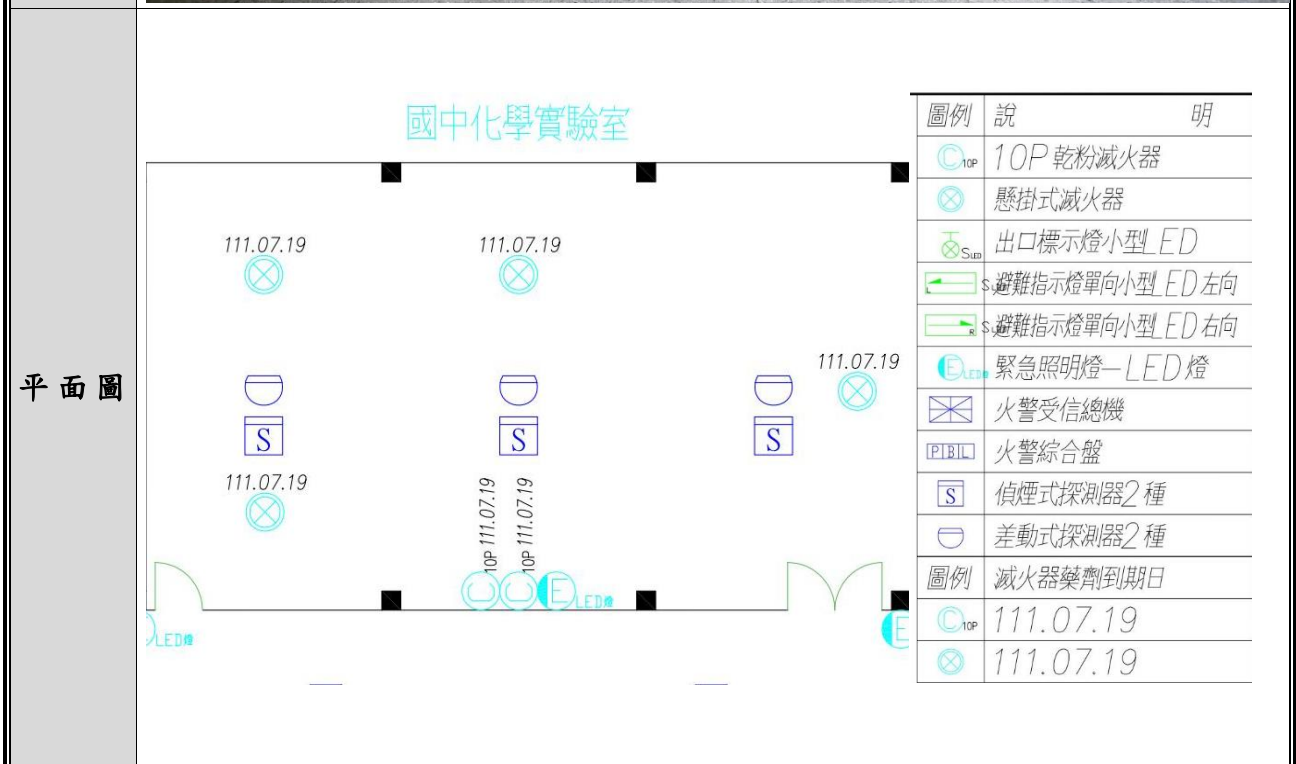 平面圖
國中化學實驗室
111.07.19
111.07.19
111.07.19
S
S
S
111.07.19
10P 111.07.19
10P 111.07.19
C
C
E
LED燈
LED燈
E
圖例 說 明
C 10P 10P乾粉滅火器
懸掛式滅火器
S LED 出口標示燈小型LED
L S LED 避難指示燈單向小型LED左向
R S LED 避難指示燈單向小型LED右向
E LED燈 緊急照明燈—LED燈
火警受信總機
P B L 火警綜合盤
S 偵煙式探測器2種
差動式探測器2種
圖例 滅火器藥劑到期日
C 10P 111.07.19
111.07.19